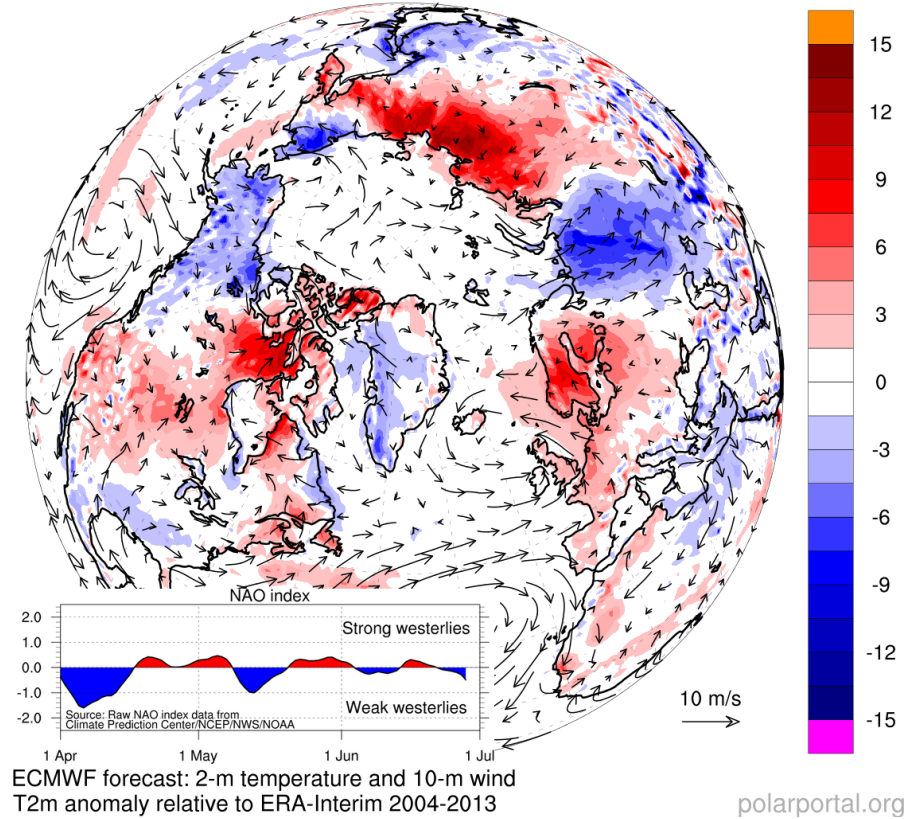 15
12
9
6
3
0
-3
-6
-9
-12
-15
NAO index
2.0
1.0
0.0
-1.0
-2.0
Strong westerlies
Weak westerlies
Source: Raw NAO index data from
Climate Prediction Center/NCEP/NWS/NOAA
1 Apr 1 May 1 Jun 1 Jul
10 m/s
ECMWF forecast: 2-m temperature and 10-m wind
T2m anomaly relative to ERA-Interim 2004-2013
polarportal.org